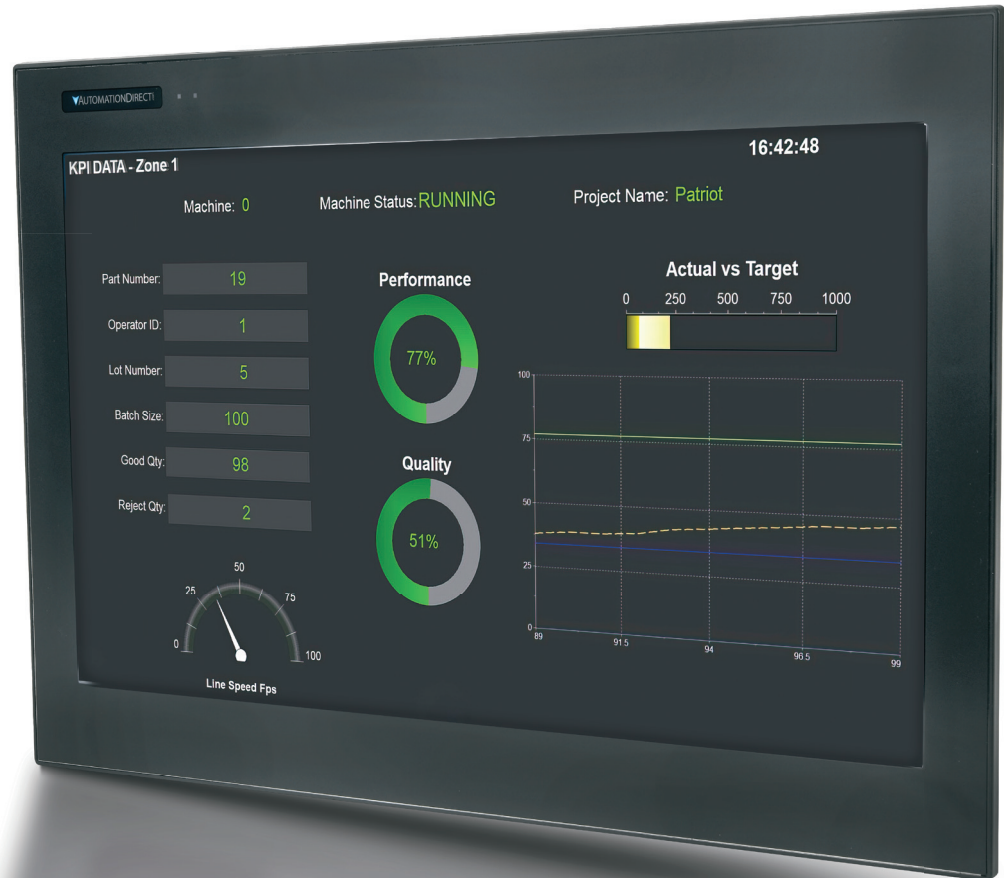 AUTOMATIONDIRECT
KPI DATA - Zone 1
16:42:48
Machine: 0
Machine Status: RUNNING
Project Name: Patriot
Part Number: 19
Operator ID: 1
Lot Number: 5
Batch Size: 100
Good Qty: 98
Reject Qty: 2
0
25
50
75
100
Line Speed Fps
Performance
77%
Quality
51%
Actual vs Target
0 250 500 750 1000
100
75
50
25
0
89 91.5 94 96.5 99